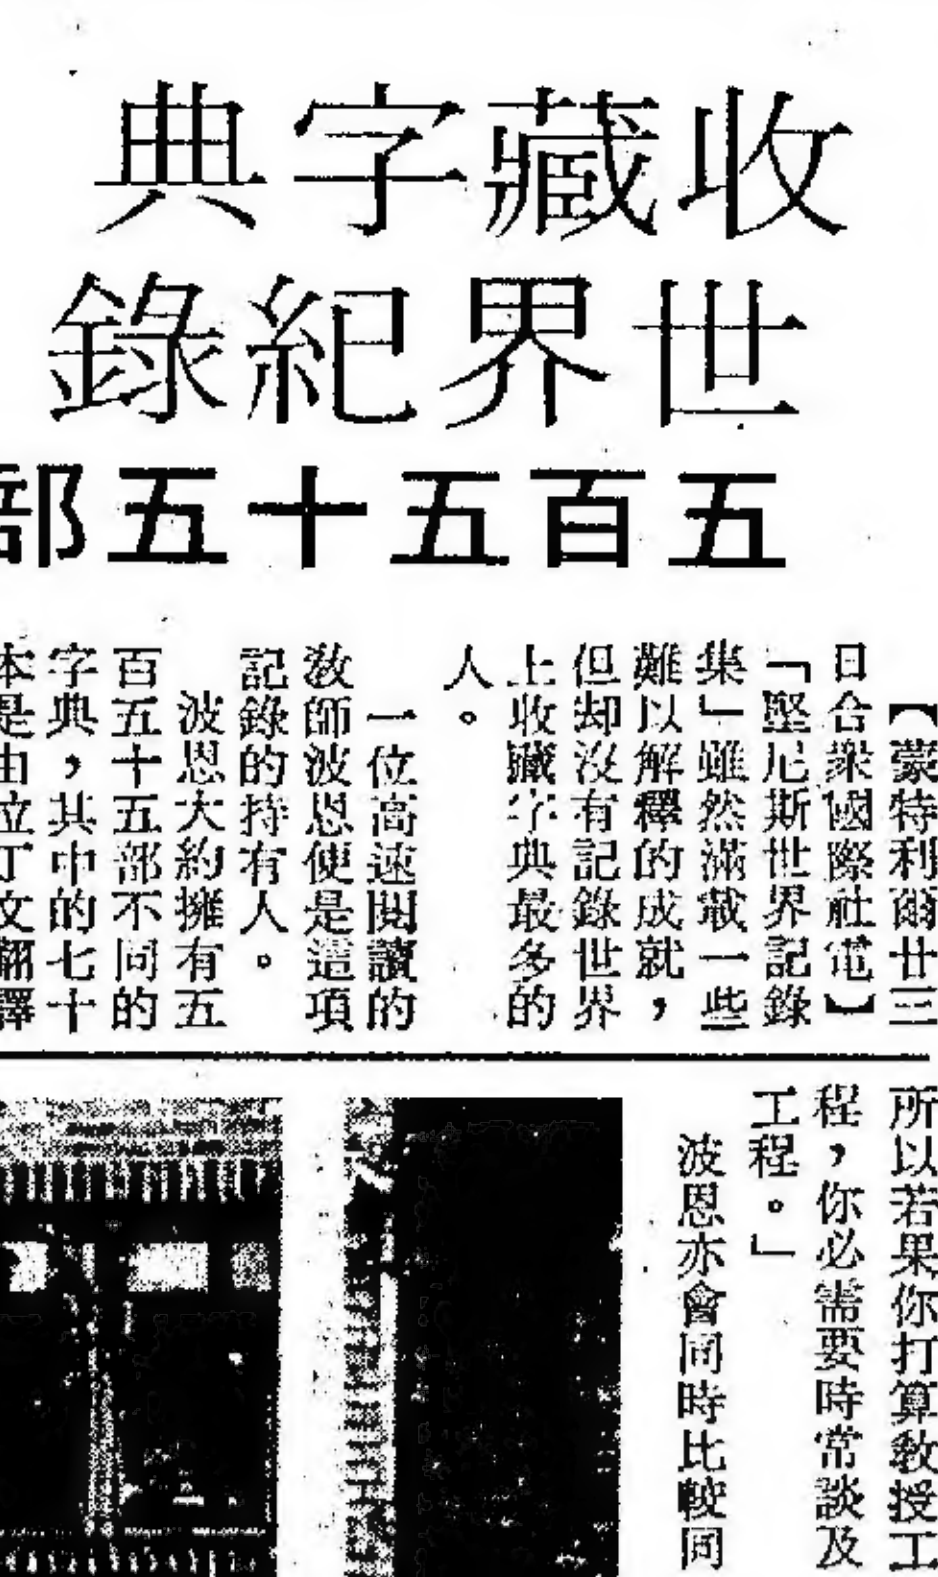 收藏字典
世界紀錄
五百五十五部
【蒙特利爾廿三
日合衆國際社電】
「堅尼斯世界記錄
集」雖然滿載一些
難以解釋的成就，
但却沒有記錄世界
上收藏字典最多的
人。
一位高速閱讀的
教師波恩便是這項
記錄的持有人。
波恩大約擁有五
百五十五部不同的
字典，其中的七十
本是由拉丁文翻譯
所以若果你打算教授工
程，你必需要時常談及
工程。」
波恩亦會同時比較同